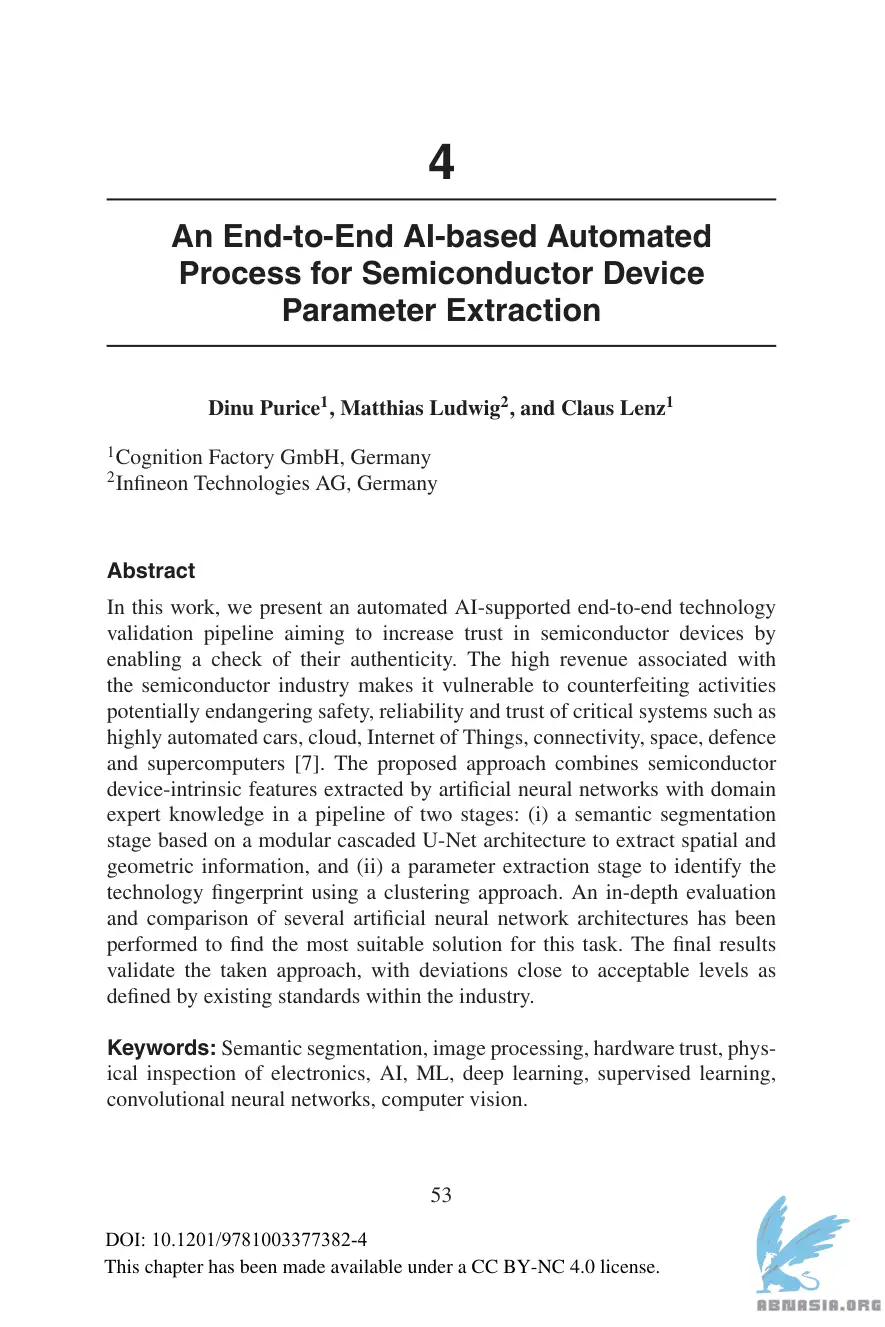 4
An End-to-End AI-based Automated
Process for Semiconductor Device
Parameter Extraction
Dinu Purice1, Matthias Ludwig2, and Claus Lenz1
1Cognition Factory GmbH, Germany
2Infineon Technologies AG, Germany
Abstract
In this work, we present an automated AI-supported end-to-end technology
validation pipeline aiming to increase trust in semiconductor devices by
enabling a check of their authenticity. The high revenue associated with
the semiconductor industry makes it vulnerable to counterfeiting activities
potentially endangering safety, reliability and trust of critical systems such as
highly automated cars, cloud, Internet of Things, connectivity, space, defence
and supercomputers [7]. The proposed approach combines semiconductor
device-intrinsic features extracted by artificial neural networks with domain
expert knowledge in a pipeline of two stages: (i) a semantic segmentation
stage based on a modular cascaded U-Net architecture to extract spatial and
geometric information, and (ii) a parameter extraction stage to identify the
technology fingerprint using a clustering approach. An in-depth evaluation
and comparison of several artificial neural network architectures has been
performed to find the most suitable solution for this task. The final results
validate the taken approach, with deviations close to acceptable levels as
defined by existing standards within the industry.
Keywords: Semantic segmentation, image processing, hardware trust, phys-
ical inspection of electronics, AI, ML, deep learning, supervised learning,
convolutional neural networks, computer vision.
53
DOI: 10.1201/9781003377382-4
This chapter has been made available under a CC BY-NC 4.0 license.
ABNASIA.ORG